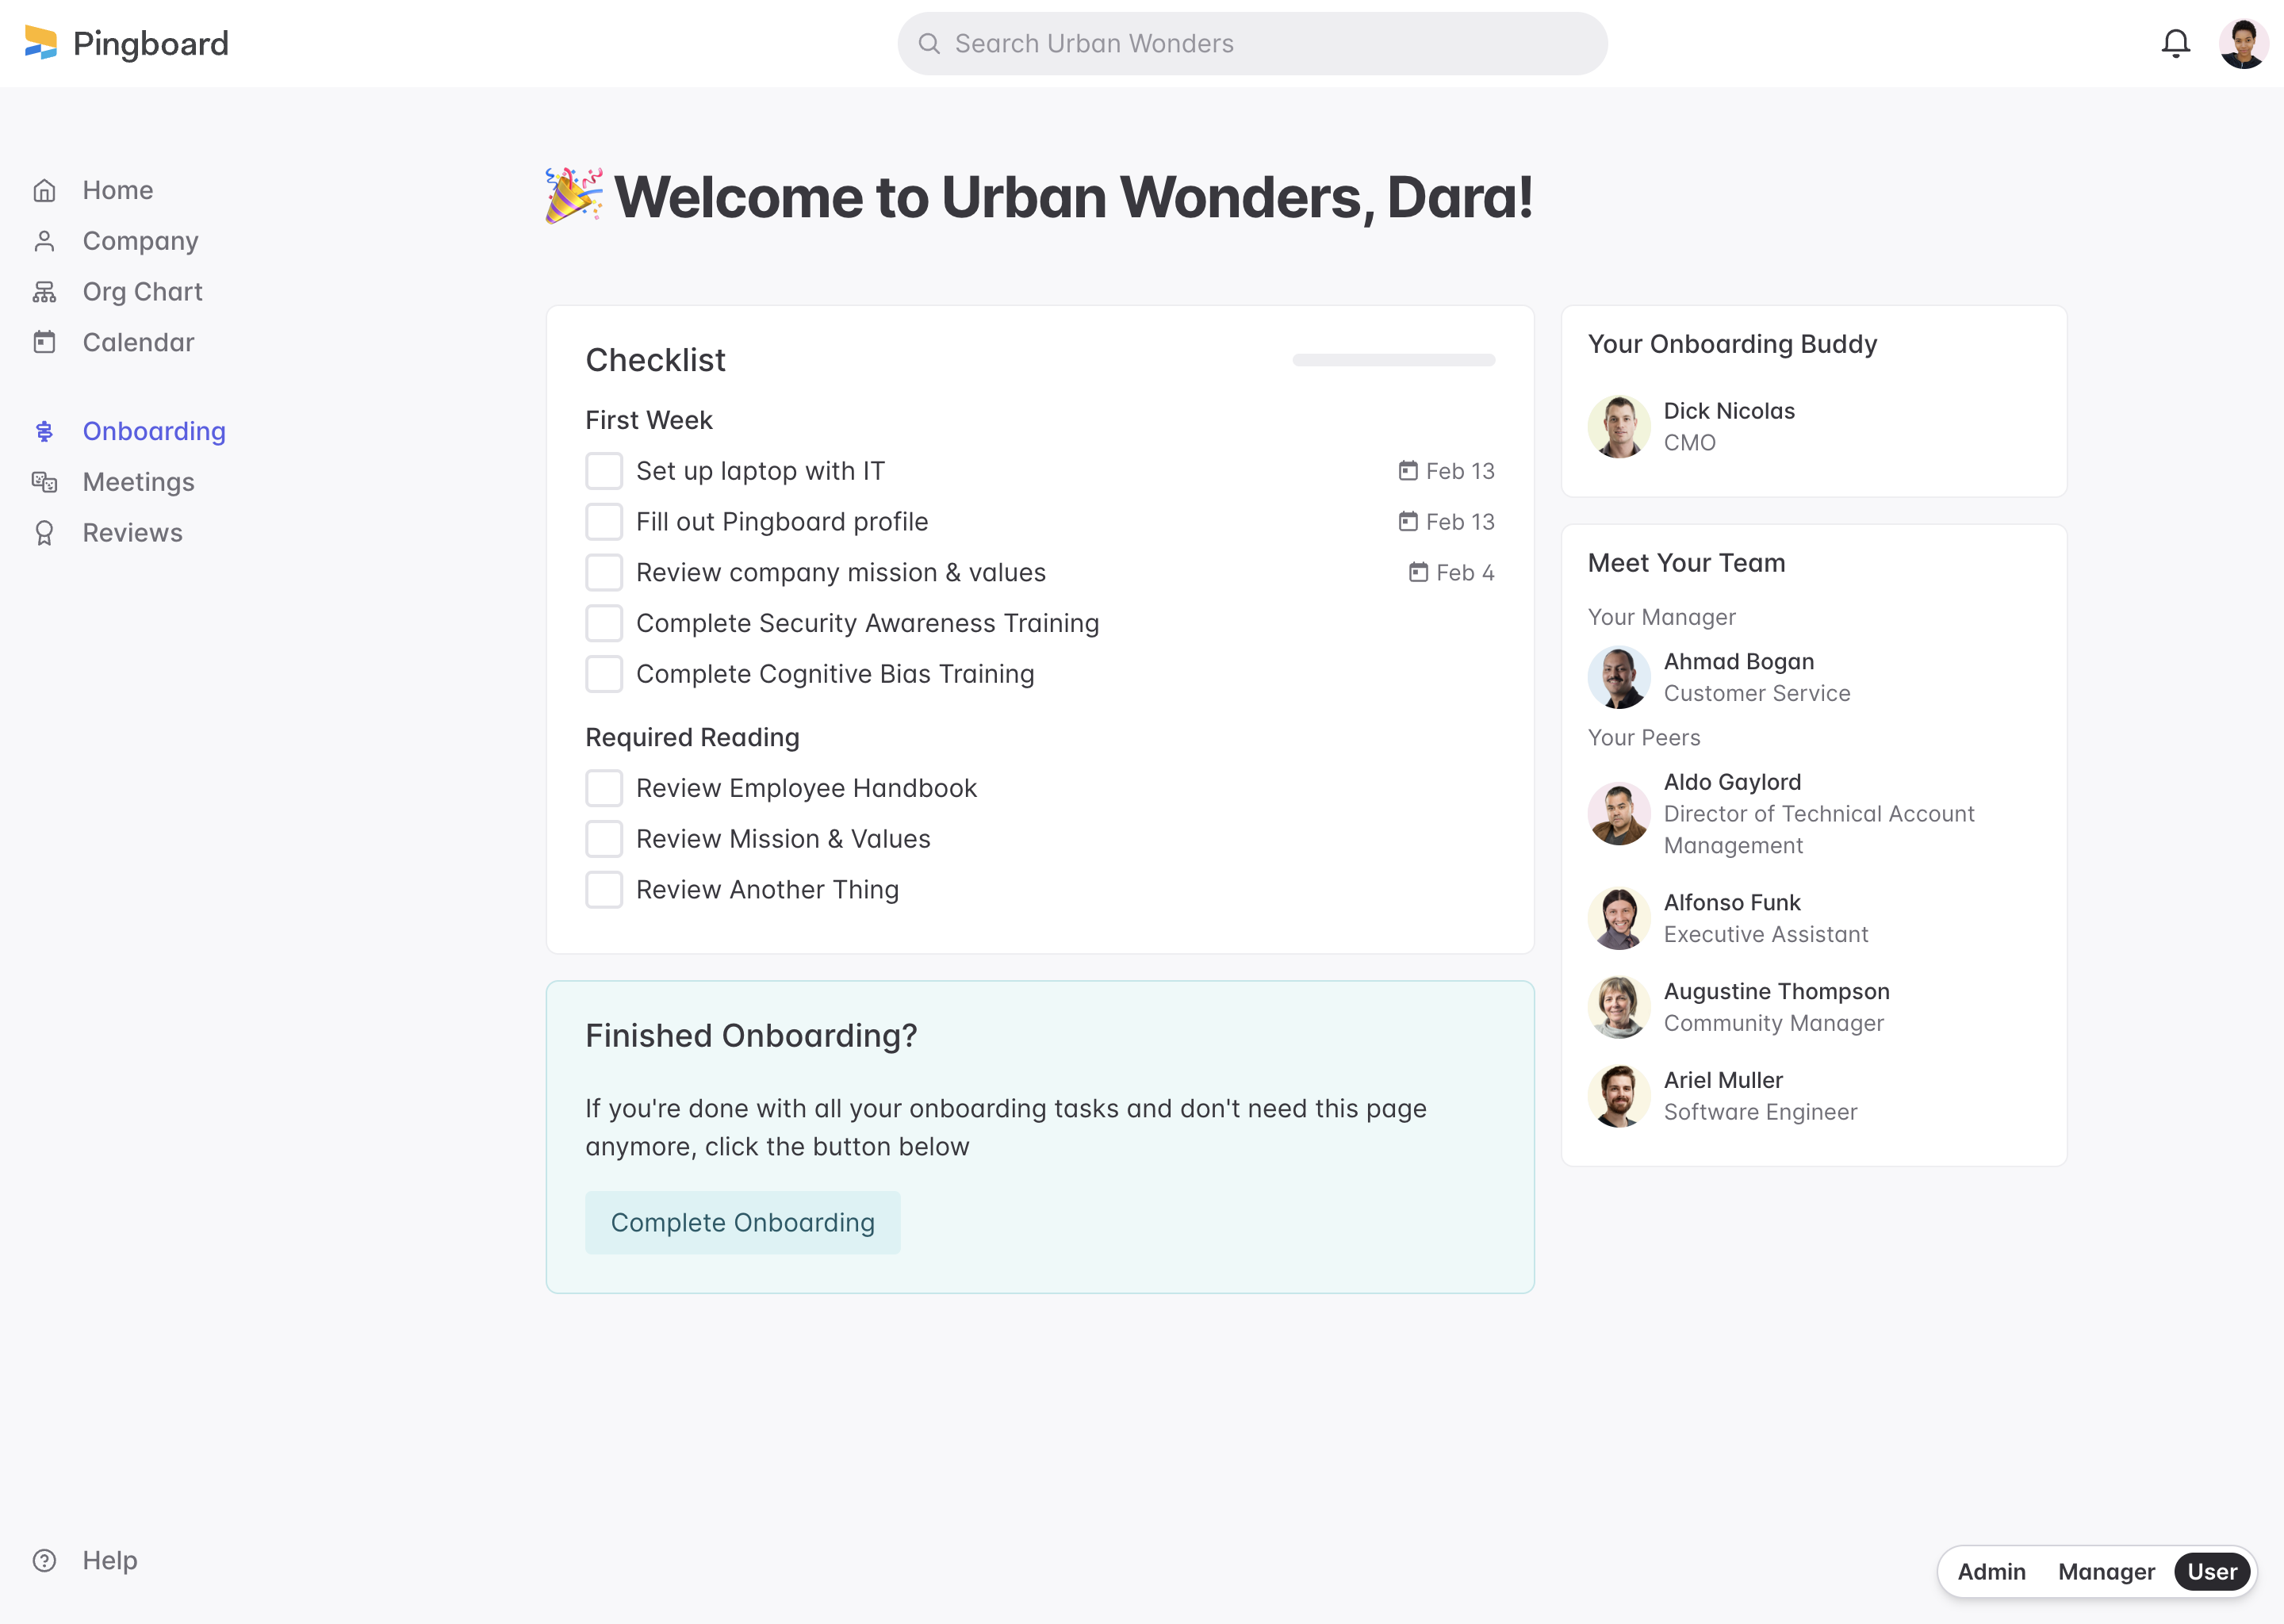 Pingboard
Search Urban Wonders
Home
Company
Org Chart
Calendar
Onboarding
Meetings
Reviews
Help
🎉 Welcome to Urban Wonders, Dara!
Checklist
First Week
Set up laptop with IT
Feb 13
Fill out Pingboard profile
Feb 13
Review company mission & values
Feb 4
Complete Security Awareness Training
Complete Cognitive Bias Training
Required Reading
Review Employee Handbook
Review Mission & Values
Review Another Thing
Finished Onboarding?
If you're done with all your onboarding tasks and don't need this page
anymore, click the button below
Complete Onboarding
Your Onboarding Buddy
Dick Nicolas
CMO
Meet Your Team
Your Manager
Ahmad Bogan
Customer Service
Your Peers
Aldo Gaylord
Director of Technical Account
Management
Alfonso Funk
Executive Assistant
Augustine Thompson
Community Manager
Ariel Muller
Software Engineer
Admin Manager User